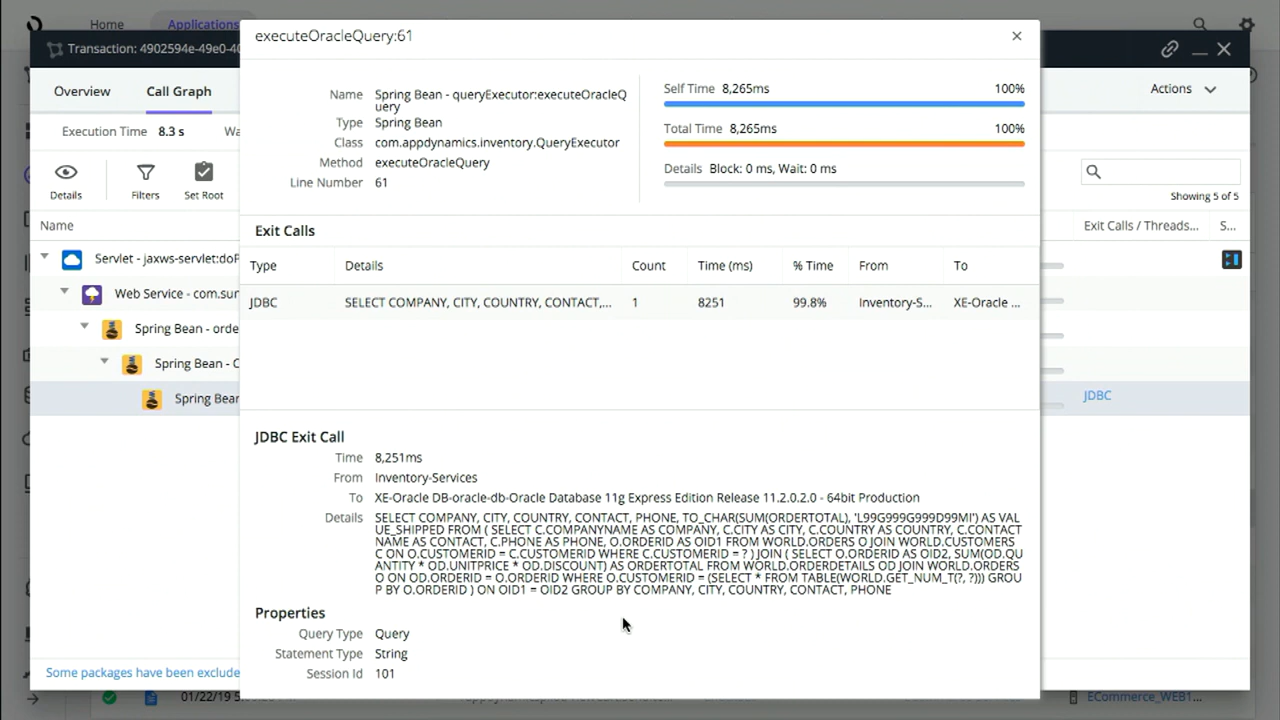 Home
Applications
executeOracleQuery:61
Transaction: 4902594e-49e0-40
Overview
Call Graph
Actions
Execution Time 8.3 s
Wa
Details
Filters
Set Root
Showing 5 of 5
Name
Exit Calls / Threads...
S...
Servlet - jaxws-servlet:doP
Web Service - com.sun
Spring Bean - orde
Spring Bean - C
Spring Bean
JDBC
Some packages have been exclude
Name Spring Bean - queryExecutor:executeOracleQ
uery
Type Spring Bean
Class com.appdynamics.inventory.QueryExecutor
Method executeOracleQuery
Line Number 61
Self Time 8,265ms 100%
Total Time 8,265ms 100%
Details Block: 0 ms, Wait: 0 ms
Exit Calls
Type Details Count Time (ms) % Time From To
JDBC SELECT COMPANY, CITY, COUNTRY, CONTACT,... 1 8251 99.8% Inventory-S... XE-Oracle ...
JDBC Exit Call
Time 8,251ms
From Inventory-Services
To XE-Oracle DB-oracle-db-Oracle Database 11g Express Edition Release 11.2.0.2.0 - 64bit Production
Details SELECT COMPANY, CITY, COUNTRY, CONTACT, PHONE, TO_CHAR(SUM(ORDERTOTAL), 'L99G999G999D99MI') AS VAL
UE_SHIPPED FROM ( SELECT C.COMPANYNAME AS COMPANY, C.CITY AS CITY, C.COUNTRY AS COUNTRY, C.CONTACT
NAME AS CONTACT, C.PHONE AS PHONE, O.ORDERID AS OID1 FROM WORLD.ORDERS O JOIN WORLD.CUSTOMERS
C ON O.CUSTOMERID = C.CUSTOMERID WHERE C.CUSTOMERID = ? ) JOIN ( SELECT O.ORDERID AS OID2, SUM(OD.QU
ANTITY * OD.UNITPRICE * OD.DISCOUNT) AS ORDERTOTAL FROM WORLD.ORDERDETAILS OD JOIN WORLD.ORDER
S O ON OD.ORDERID = O.ORDERID WHERE O.CUSTOMERID = (SELECT * FROM TABLE(WORLD.GET_NUM_T(?, ?))) GROU
P BY O.ORDERID ) ON OID1 = OID2 GROUP BY COMPANY, CITY, COUNTRY, CONTACT, PHONE
Properties
Query Type Query
Statement Type String
Session Id 101
01/22/19
ECommerce_WEB1...